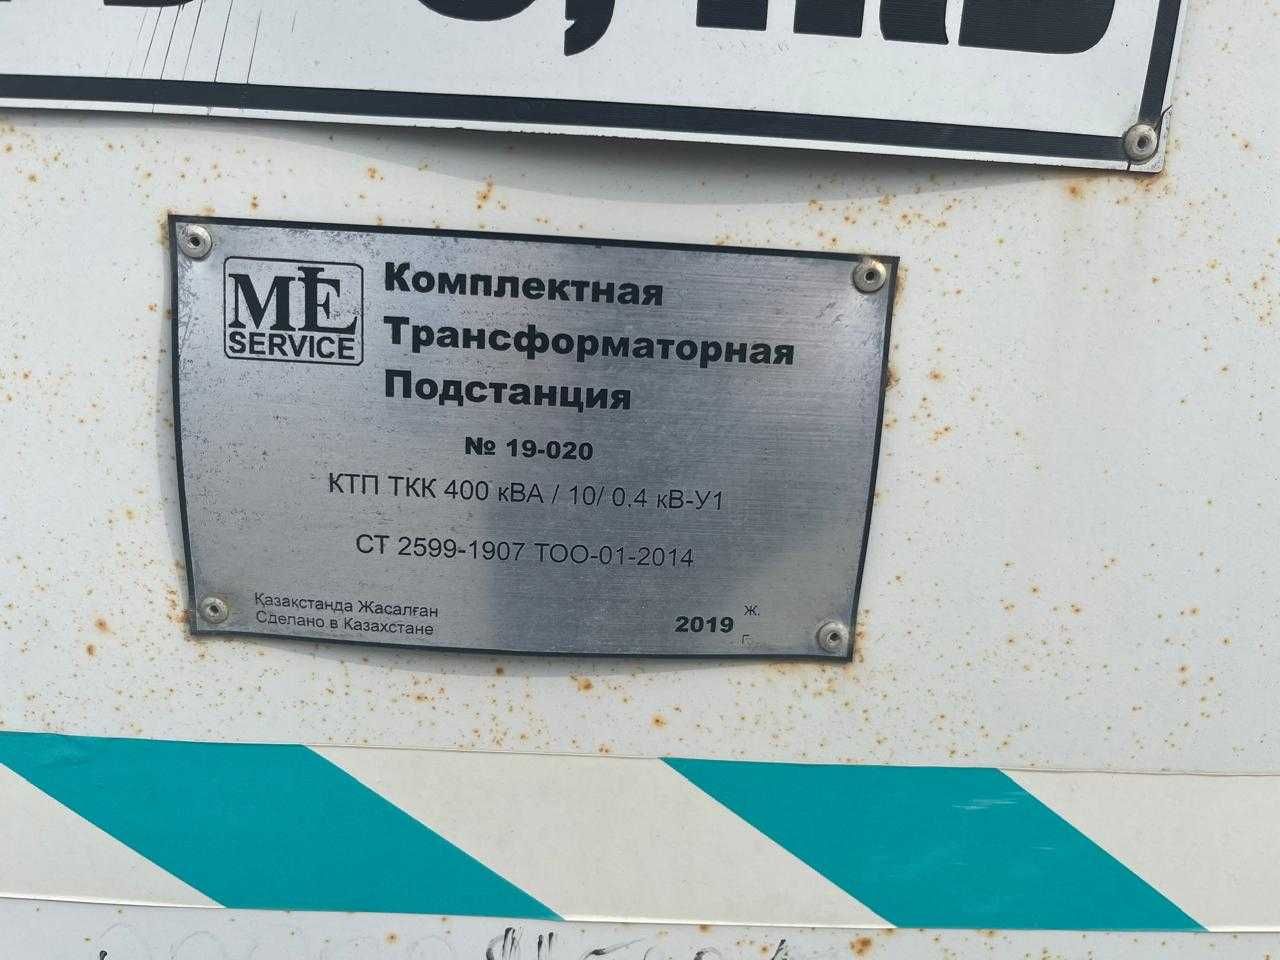 MLE
SERVICE
Комплектная
Трансформаторная
Подстанция
№ 19-020
КТП ТКК 400 кВА / 10/ 0,4 кВ-У1
СТ 2599-1907 ТОО-01-2014
Қазақстанда Жасалған
Сделано в Казахстане
2019 ж.
г.